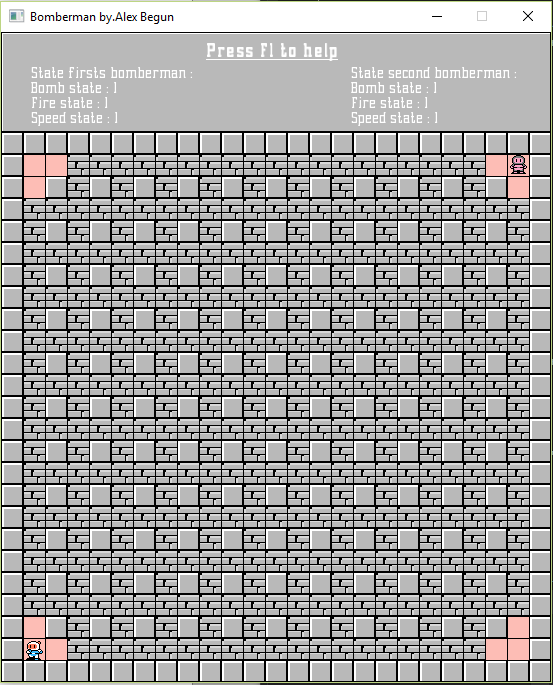 Bomberman by.Alex Begun
Press F1 to help
State firsts bomberman :
Bomb state : 1
Fire state : 1
Speed state : 1
State second bomberman :
Bomb state : 1
Fire state : 1
Speed state : 1